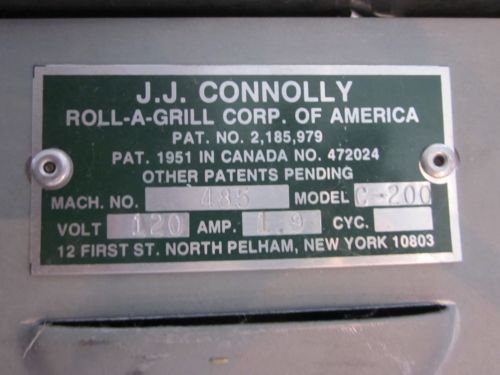 J.J. CONNOLLY
ROLL-A-GRILL CORP. OF AMERICA
PAT. NO. 2,185,979
PAT. 1951 IN CANADA NO. 472024
OTHER PATENTS PENDING
MACH. NO. 485 MODEL C-200
VOLT 120 AMP. 1.9 CYC.
12 FIRST ST. NORTH PELHAM, NEW YORK 10803